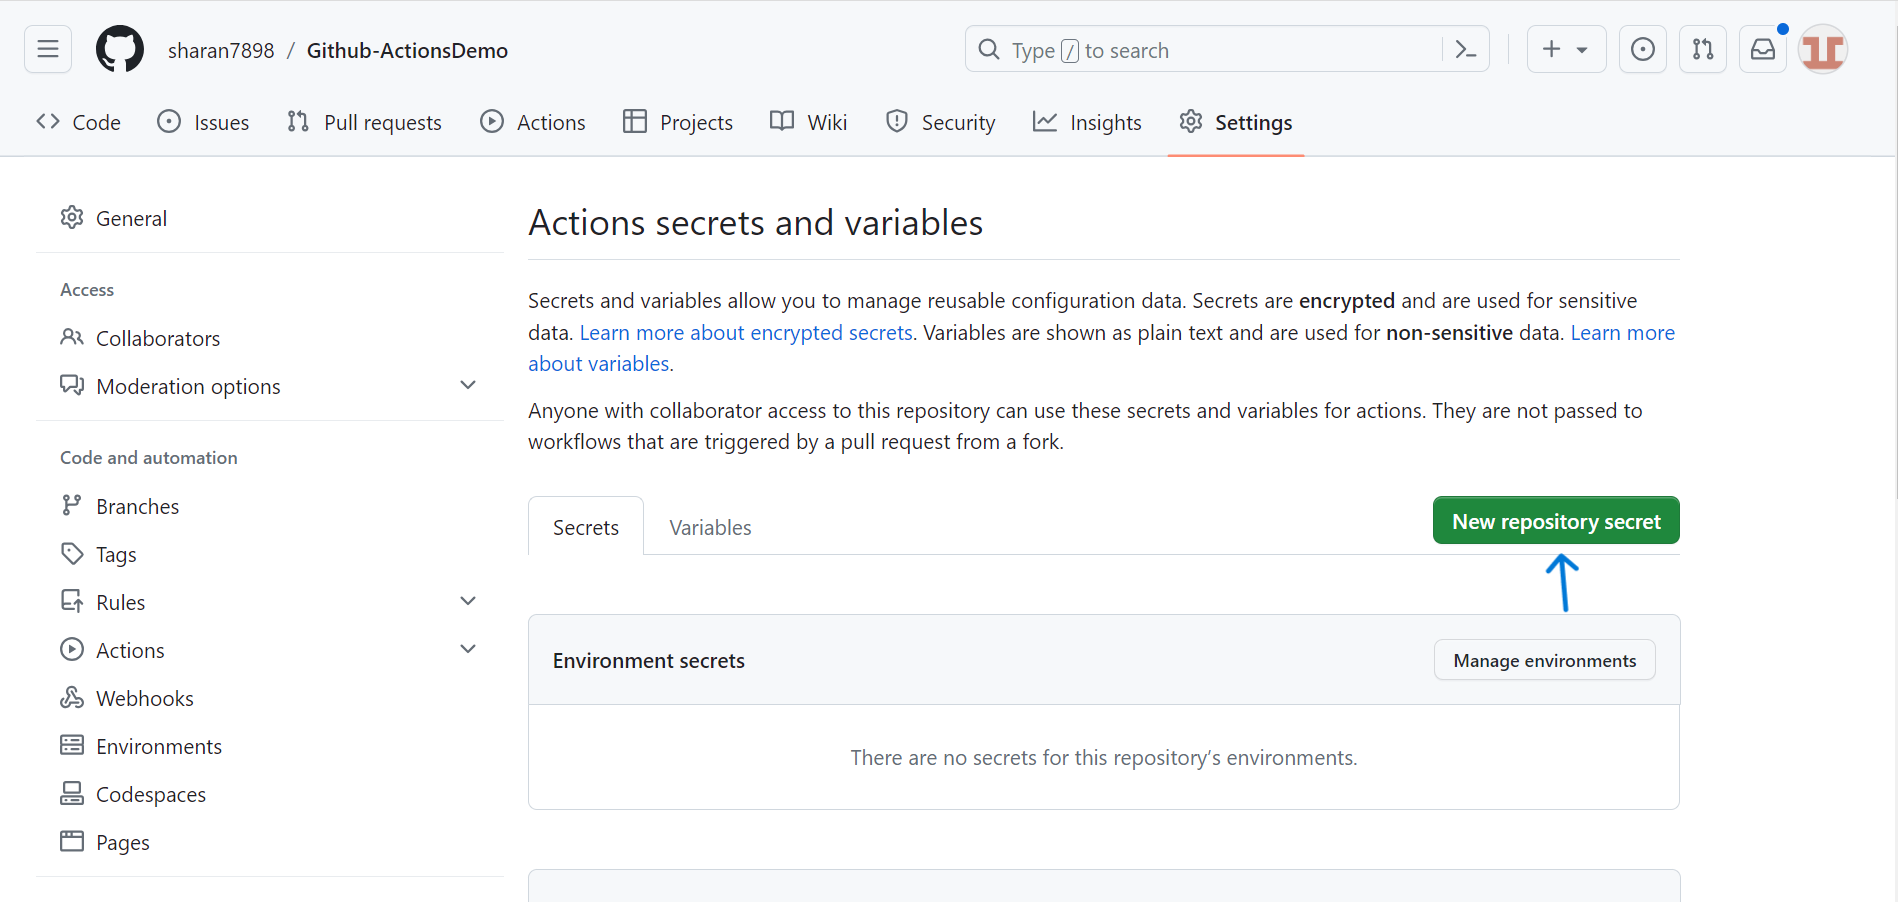 sharan7898 / Github-ActionsDemo
Type / to search
Code Issues Pull requests Actions Projects Wiki Security Insights Settings
General
Access
Collaborators
Moderation options
Code and automation
Branches
Tags
Rules
Actions
Webhooks
Environments
Codespaces
Pages
Actions secrets and variables
Secrets and variables allow you to manage reusable configuration data. Secrets are encrypted and are used for sensitive
data. Learn more about encrypted secrets. Variables are shown as plain text and are used for non-sensitive data. Learn more
about variables.
Anyone with collaborator access to this repository can use these secrets and variables for actions. They are not passed to
workflows that are triggered by a pull request from a fork.
Secrets Variables New repository secret
Environment secrets Manage environments
There are no secrets for this repository’s environments.